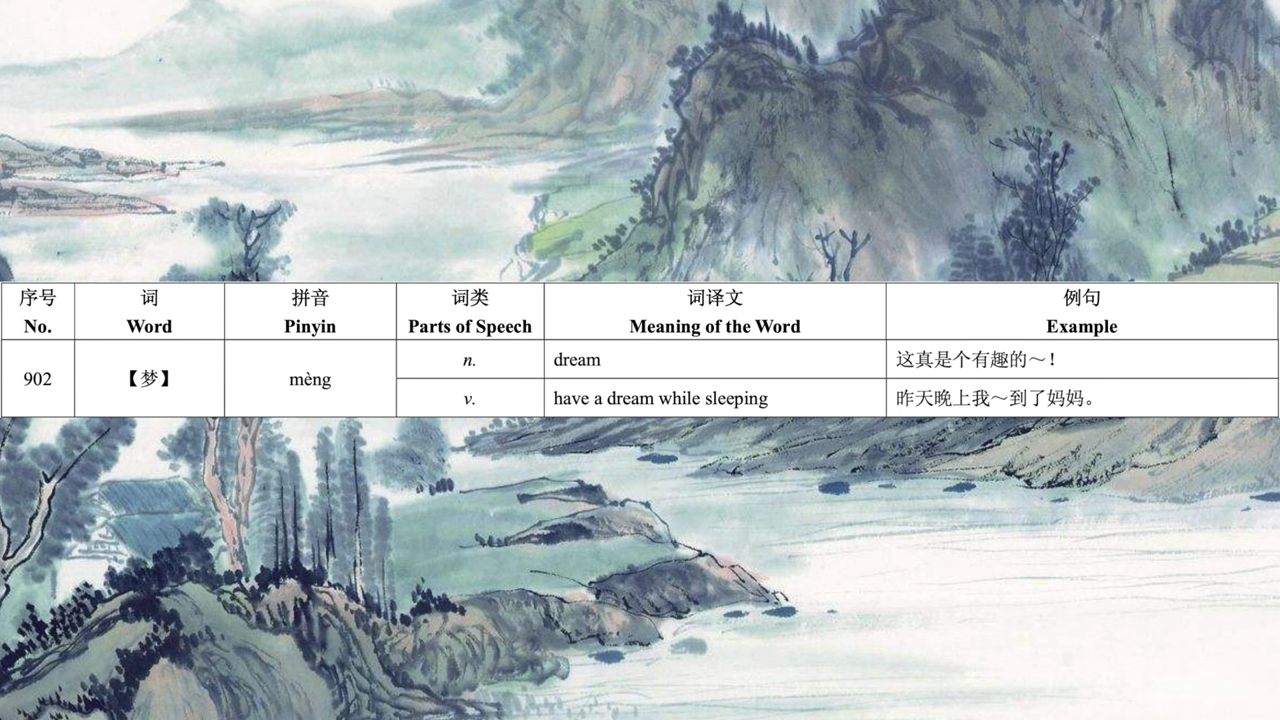 序号 词 拼音 词类 词译文 例句
No. Word Pinyin Parts of Speech Meaning of the Word Example
902 【梦】 mèng n. dream 这真是个有趣的～！
v. have a dream while sleeping 昨天晚上我～到了妈妈。